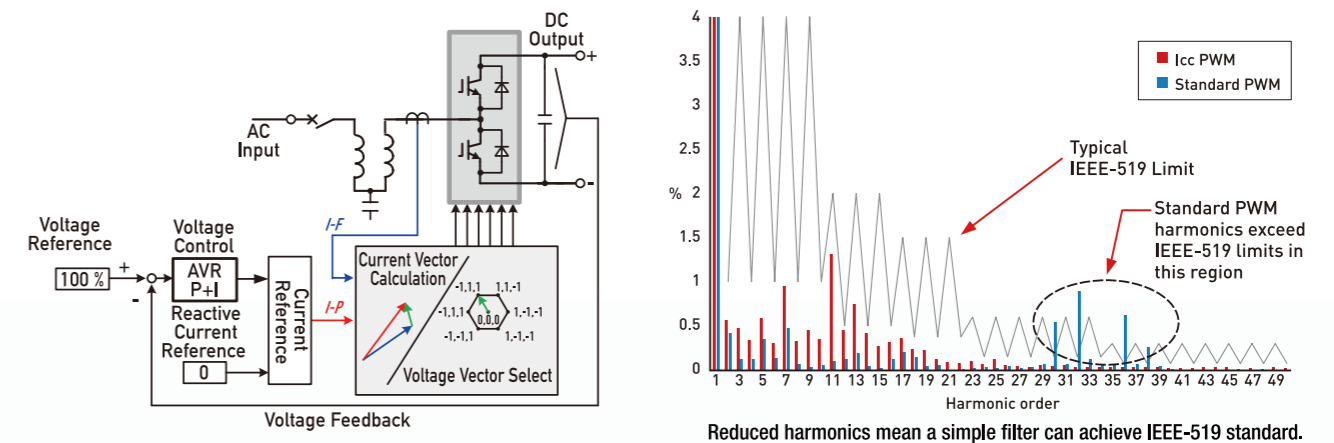 DC
Output
+
AC
Input
-
Voltage
Reference
100 %
+
-
Voltage
Control
AVR
P+I
Reactive
Current
Reference
0
Current
Reference
I-F
I-P
Current Vector
Calculation
-1,1,1
1,1,-1
-1,1,1
0,0,0
1,-1,-1
-1,-1,1
1,-1,-1
Voltage Vector Select
Voltage Feedback
4
3.5
3
2.5
%
2
1.5
1
0.5
0
Icc PWM
Standard PWM
Typical
IEEE-519 Limit
Standard PWM
harmonics exceed
IEEE-519 limits in
this region
1 3 5 7 9 11 13 15 17 19 21 23 25 27 29 31 33 35 37 39 41 43 45 47 49
Harmonic order
Reduced harmonics mean a simple filter can achieve IEEE-519 standard.